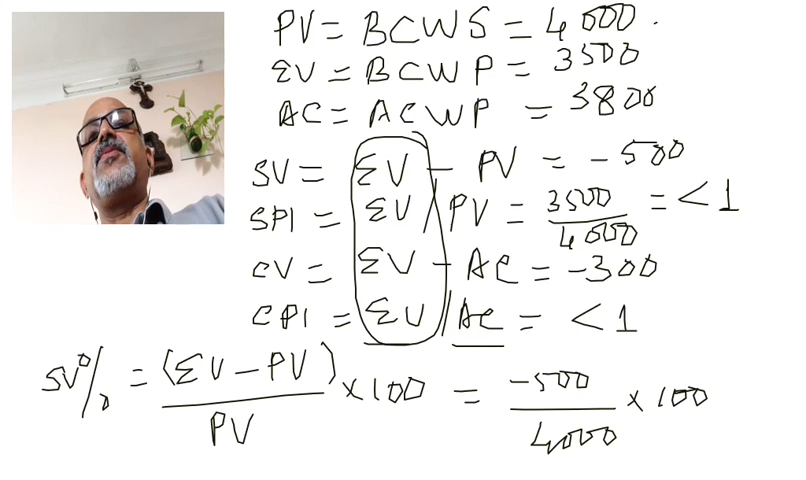 PV = BCWS = 4000.
EV = BCWP = 3500
AC = ACWP = 3800
SV = EV - PV = -500
SPI = EV / PV = 3500 / 4000 = < 1
CV = EV - AC = -300
CPI = EV / AC = < 1
SV% = (EV - PV) / PV × 100 = -500 / 4000 × 100